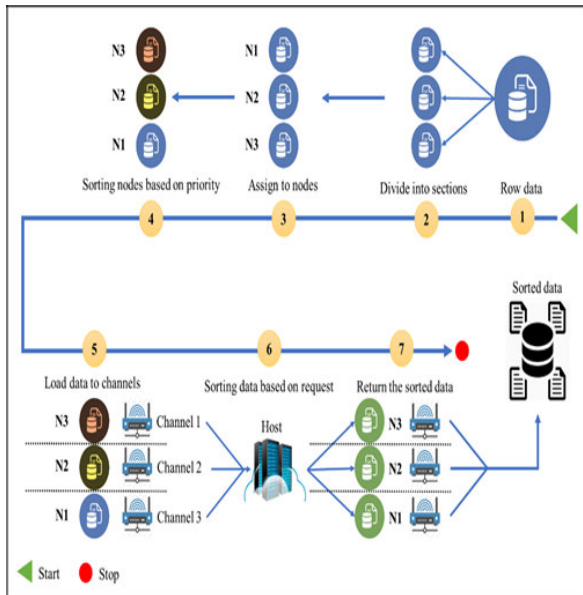 N3 N1
N2 N2
N1 N3
Sorting nodes based on priority Assign to nodes Divide into sections Row data
4 3 2 1
Sorted data
5 6 7
Load data to channels Sorting data based on request Return the sorted data
N3 Channel 1 N3
Host
N2 Channel 2 N2
N1 Channel 3 N1
Start Stop